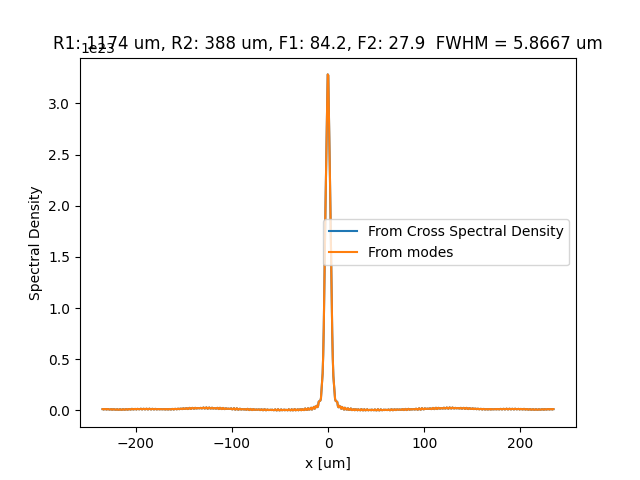 R1: 1174 um, R2: 388 um, F1: 84.2, F2: 27.9  FWHM = 5.8667 um
1e23
3.0
2.5
2.0
1.5
1.0
0.5
0.0
Spectral Density
From Cross Spectral Density
From modes
−200 −100 0 100 200
x [um]